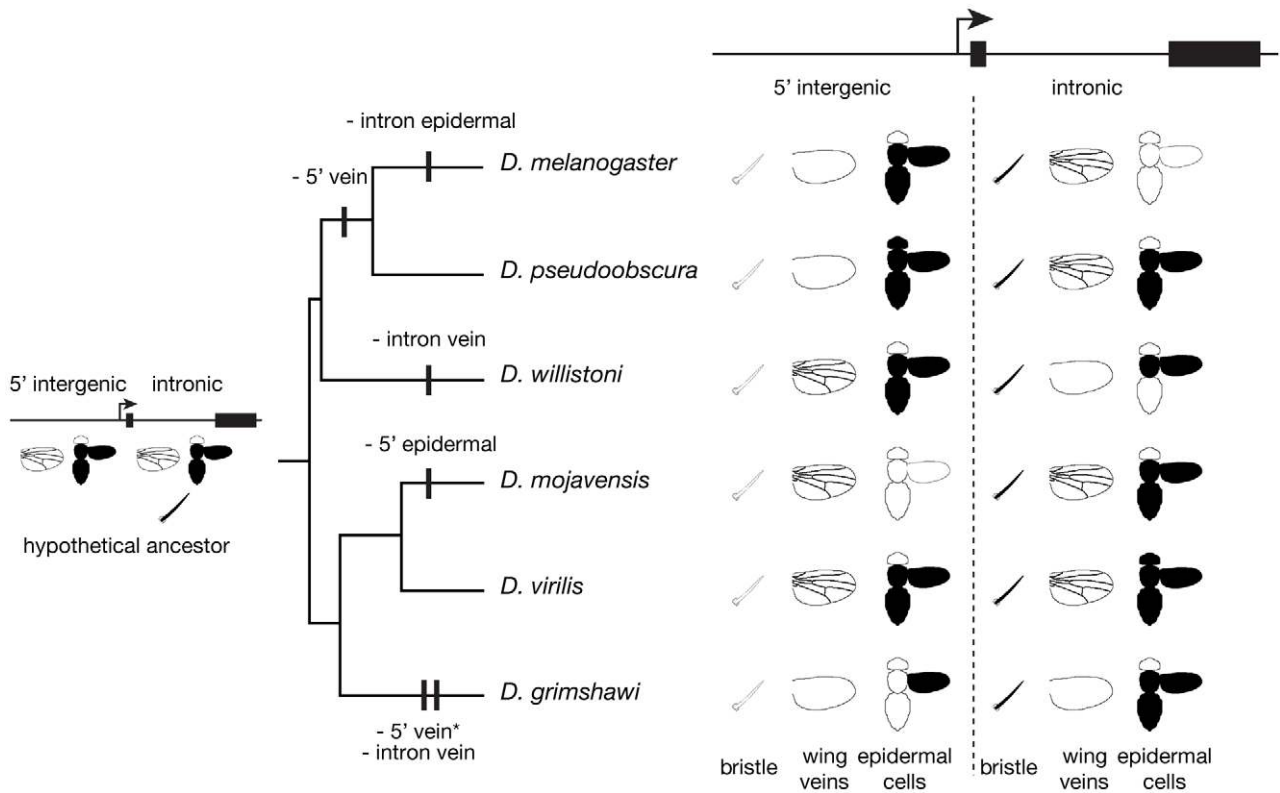 5' intergenic
intronic
- intron epidermal
D. melanogaster
- 5' vein
D. pseudoobscura
- intron vein
D. willistoni
5' intergenic
intronic
hypothetical ancestor
- 5' epidermal
D. mojavensis
D. virilis
D. grimshawi
- 5' vein*
- intron vein
bristle
wing
veins
epidermal
cells
bristle
wing
veins
epidermal
cells